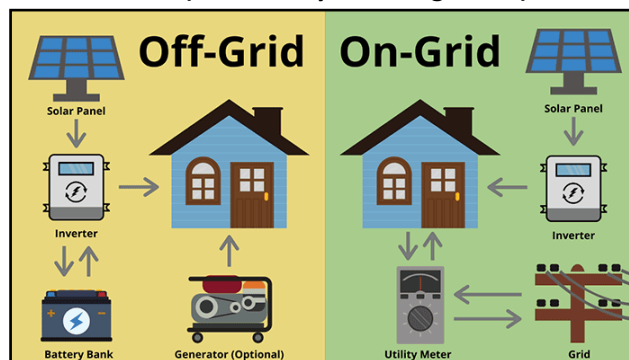 Off-Grid
Solar Panel
Inverter
Battery Bank
Generator (Optional)
On-Grid
Solar Panel
Inverter
Utility Meter
Grid